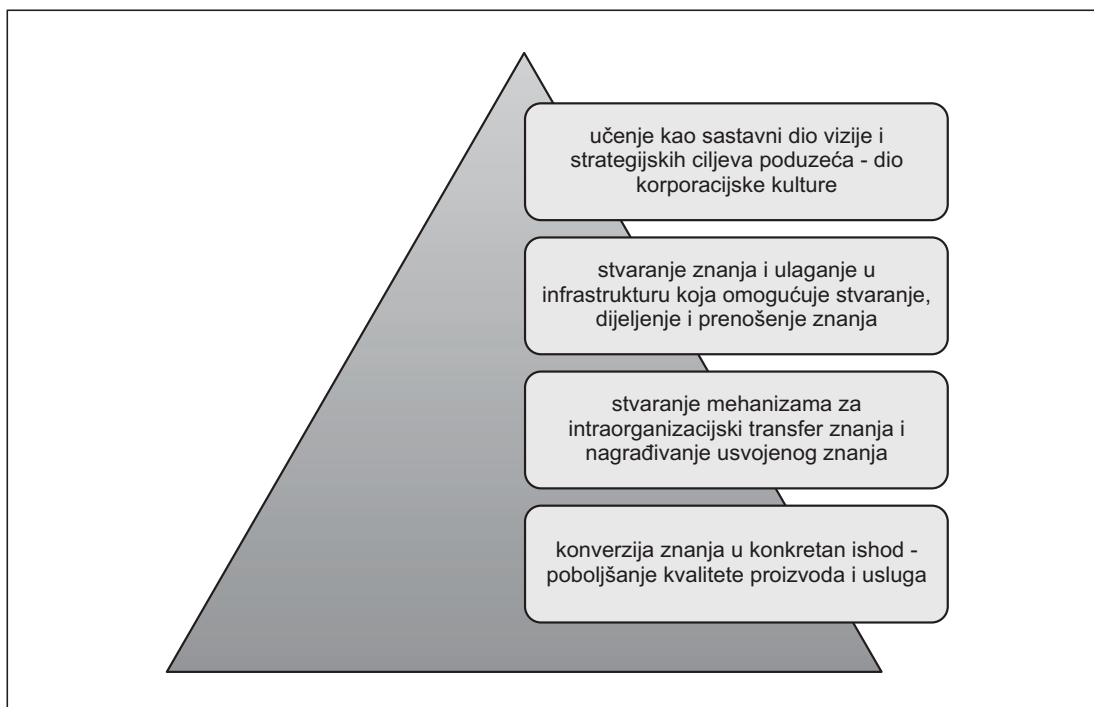 učenje kao sastavni dio vizije i
strategijskih ciljeva poduzeća - dio
korporacijske kulture
stvaranje znanja i ulaganje u
infrastrukturu koja omogućuje stvaranje,
dijeljenje i prenošenje znanja
stvaranje mehanizama za
intraorganizacijski transfer znanja i
nagrađivanje usvojenog znanja
konverzija znanja u konkretan ishod -
poboljšanje kvalitete proizvoda i usluga